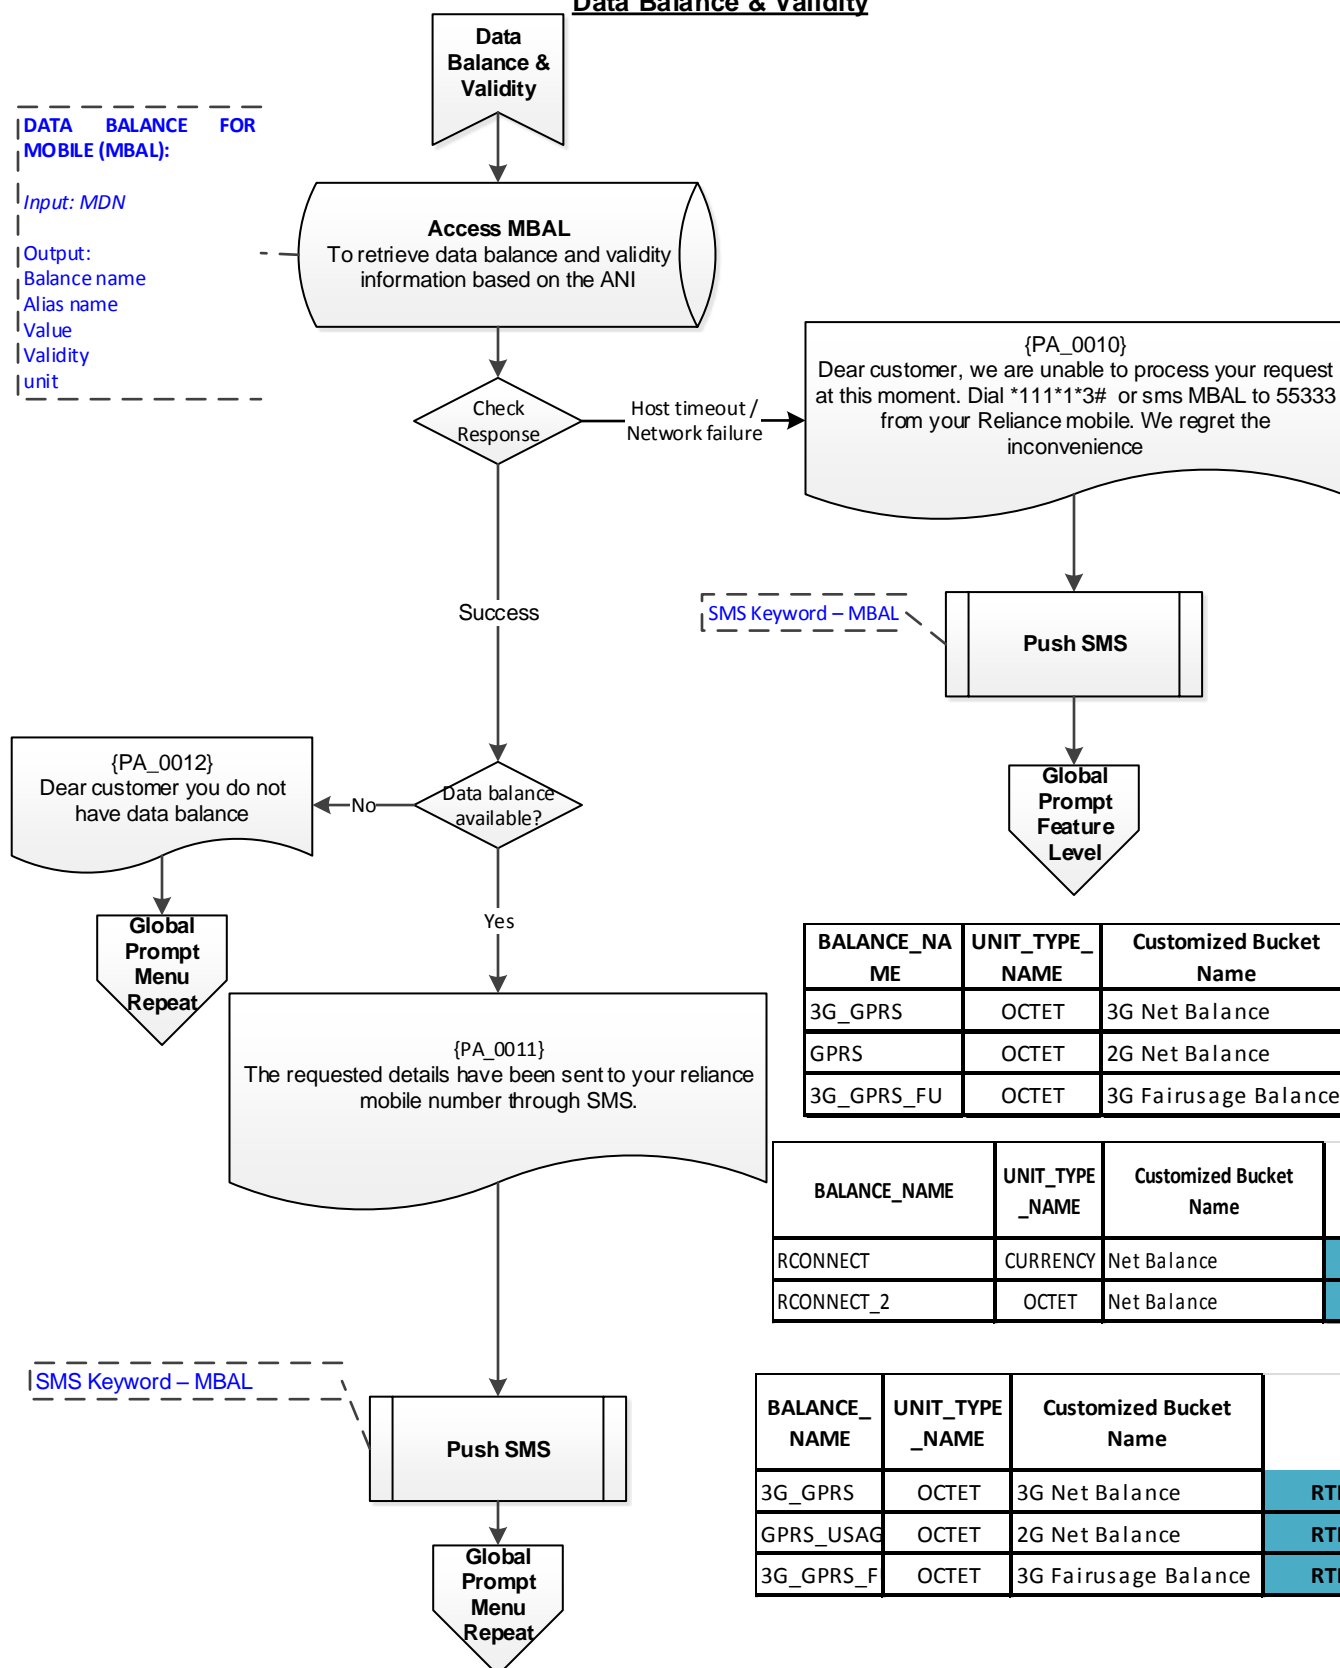 Data Balance & Validity
Data
Balance &
Validity
DATA BALANCE FOR
MOBILE (MBAL):
Input: MDN
Output:
Balance name
Alias name
Value
Validity
unit
Access MBAL
To retrieve data balance and validity
information based on the ANI
Check
Response
Host timeout /
Network failure
{PA_0010}
Dear customer, we are unable to process your request
at this moment. Dial *111*1*3# or sms MBAL to 55333
from your Reliance mobile. We regret the
inconvenience
Success
SMS Keyword – MBAL
Push SMS
Global
Prompt
Feature
Level
{PA_0012}
Dear customer you do not
have data balance
No
Data balance
available?
Global
Prompt
Menu
Repeat
Yes
{PA_0011}
The requested details have been sent to your reliance
mobile number through SMS.
BALANCE_NA
ME
UNIT_TYPE_
NAME
Customized Bucket
Name
3G_GPRS OCTET 3G Net Balance
GPRS OCTET 2G Net Balance
3G_GPRS_FU OCTET 3G Fairusage Balance
BALANCE_NAME
UNIT_TYPE
_NAME
Customized Bucket
Name
RCONNECT CURRENCY Net Balance
RCONNECT_2 OCTET Net Balance
SMS Keyword – MBAL
Push SMS
Global
Prompt
Menu
Repeat
BALANCE_
NAME
UNIT_TYPE
_NAME
Customized Bucket
Name
3G_GPRS OCTET 3G Net Balance
GPRS_USAG OCTET 2G Net Balance
3G_GPRS_F OCTET 3G Fairusage Balance